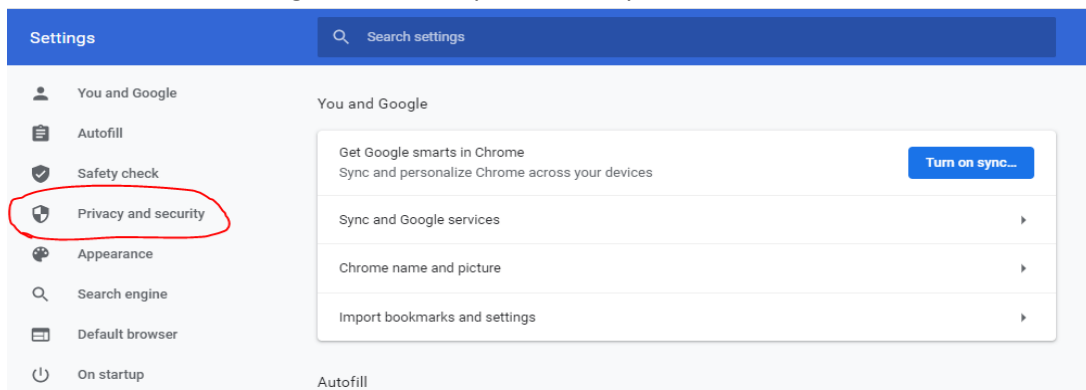 Settings
Search settings
You and Google
Autofill
Safety check
Privacy and security
Appearance
Search engine
Default browser
On startup
You and Google
Get Google smarts in Chrome
Sync and personalize Chrome across your devices
Turn on sync...
Sync and Google services
Chrome name and picture
Import bookmarks and settings
Autofill